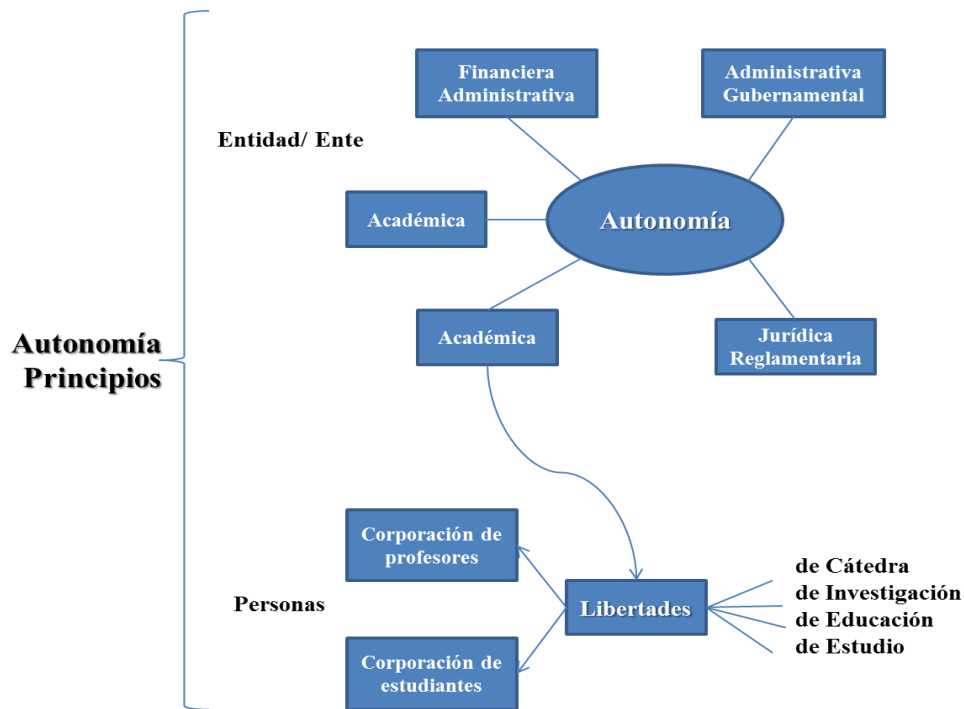 Financiera
Administrativa
Administrativa
Gubernamental
Entidad/ Ente
Académica
Autonomía
Académica
Jurídica
Reglamentaria
Autonomía
Principios
Corporación de
profesores
Personas
Libertades
de Cátedra
de Investigación
de Educación
de Estudio
Corporación de
estudiantes